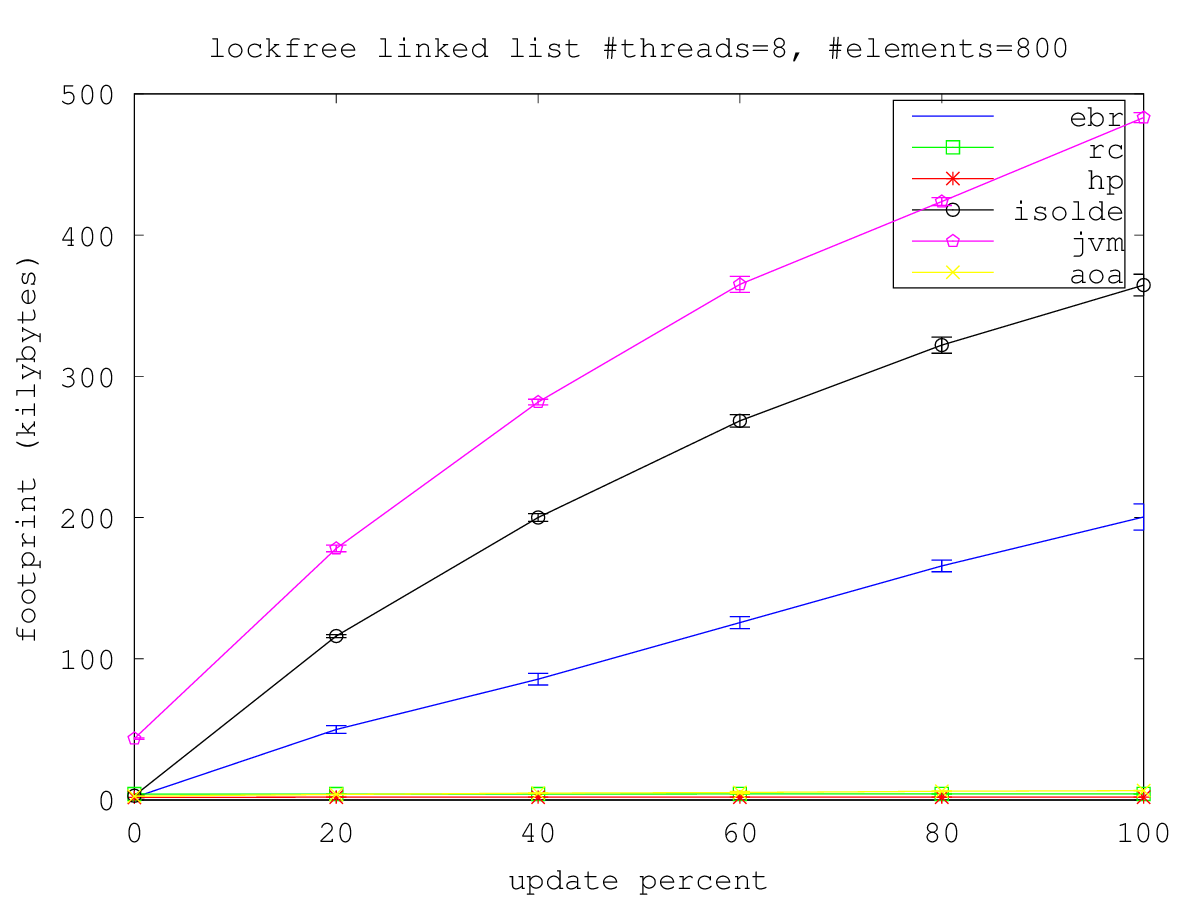 lockfree linked list #threads=8, #elements=800
500
400
300
200
100
0
footprint (kilybytes)
ebr
rc
hp
isolde
jvm
aoa
0 20 40 60 80 100
update percent